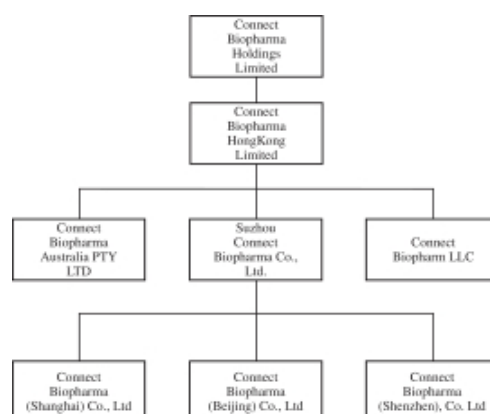 Connect
Biopharma
Holdings
Limited
Connect
Biopharma
HongKong
Limited
Connect
Biopharma
Australia PTY
LTD
Suzhou
Connect
Biopharma Co.,
Ltd.
Connect
Biopharm LLC
Connect
Biopharma
(Shanghai) Co., Ltd
Connect
Biopharma
(Beijing) Co., Ltd
Connect
Biopharma
(Shenzhen), Co. Ltd